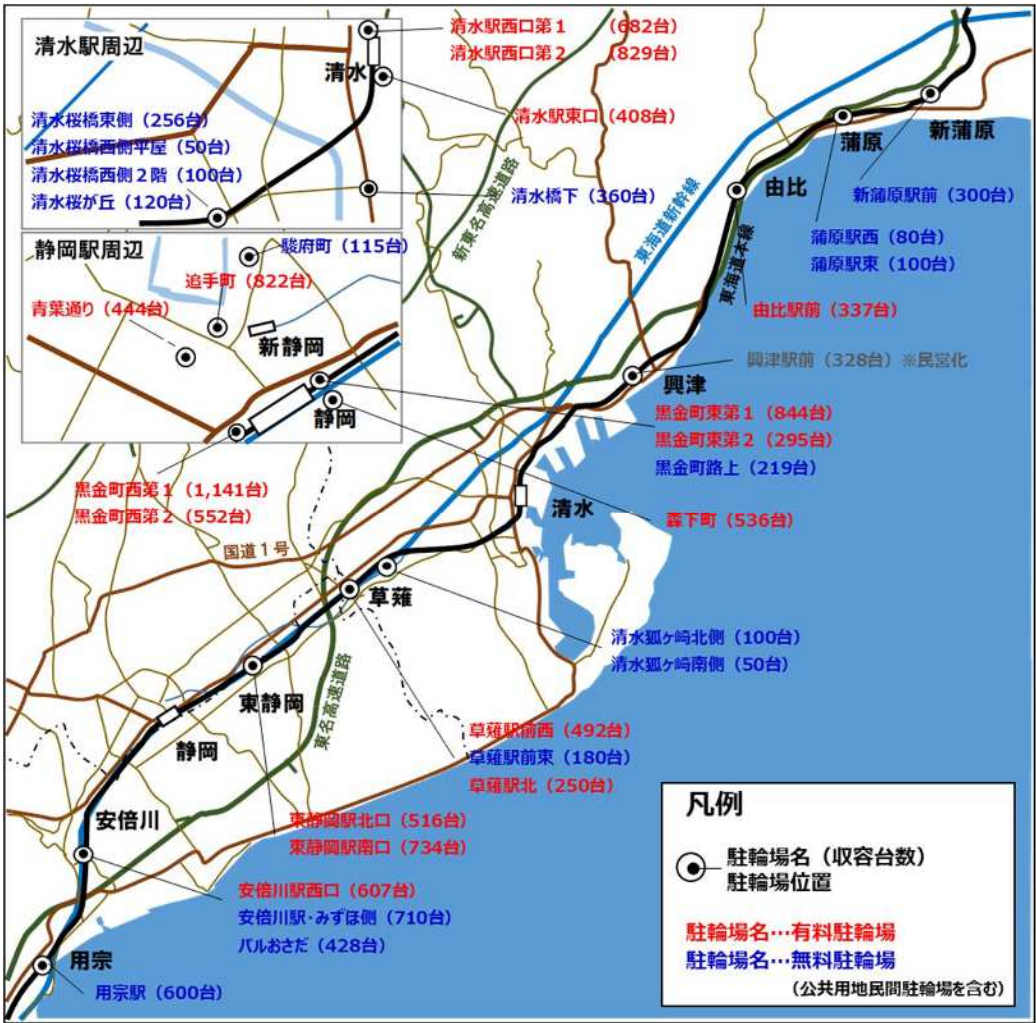 清水駅周辺
清水
清水駅西口第1 (682台)
清水駅西口第2 (829台)
清水駅東口(408台)
清水桜橋東側(256台)
清水桜橋西側平屋(50台)
清水桜橋西側2階(100台)
清水桜が丘(120台)
清水橋下(360台)
静岡駅周辺
駿府町(115台)
追手町(822台)
青葉通り(444台)
新静岡
静岡
新東名高速道路
東海道新幹線
東海道本線
新蒲原
蒲原
由比
新蒲原駅前(300台)
蒲原駅西(80台)
蒲原駅東(100台)
由比駅前(337台)
興津駅前(328台)※民営化
興津
黒金町東第1(844台)
黒金町東第2(295台)
黒金町路上(219台)
黒金町西第1(1,141台)
黒金町西第2(552台)
森下町(536台)
清水
国道1号
草薙
清水狐ヶ崎北側(100台)
清水狐ヶ崎南側(50台)
東名高速道路
東静岡
静岡
草薙駅前西(492台)
草薙駅前東(180台)
草薙駅北(250台)
東静岡駅北口(516台)
東静岡駅南口(734台)
安倍川
安倍川駅西口(607台)
安倍川駅・みずほ側(710台)
パルおさだ(428台)
用宗
用宗駅(600台)
凡例
駐輪場名(収容台数)
駐輪場位置
駐輪場名…有料駐輪場
駐輪場名…無料駐輪場
(公共用地民間駐輪場を含む)